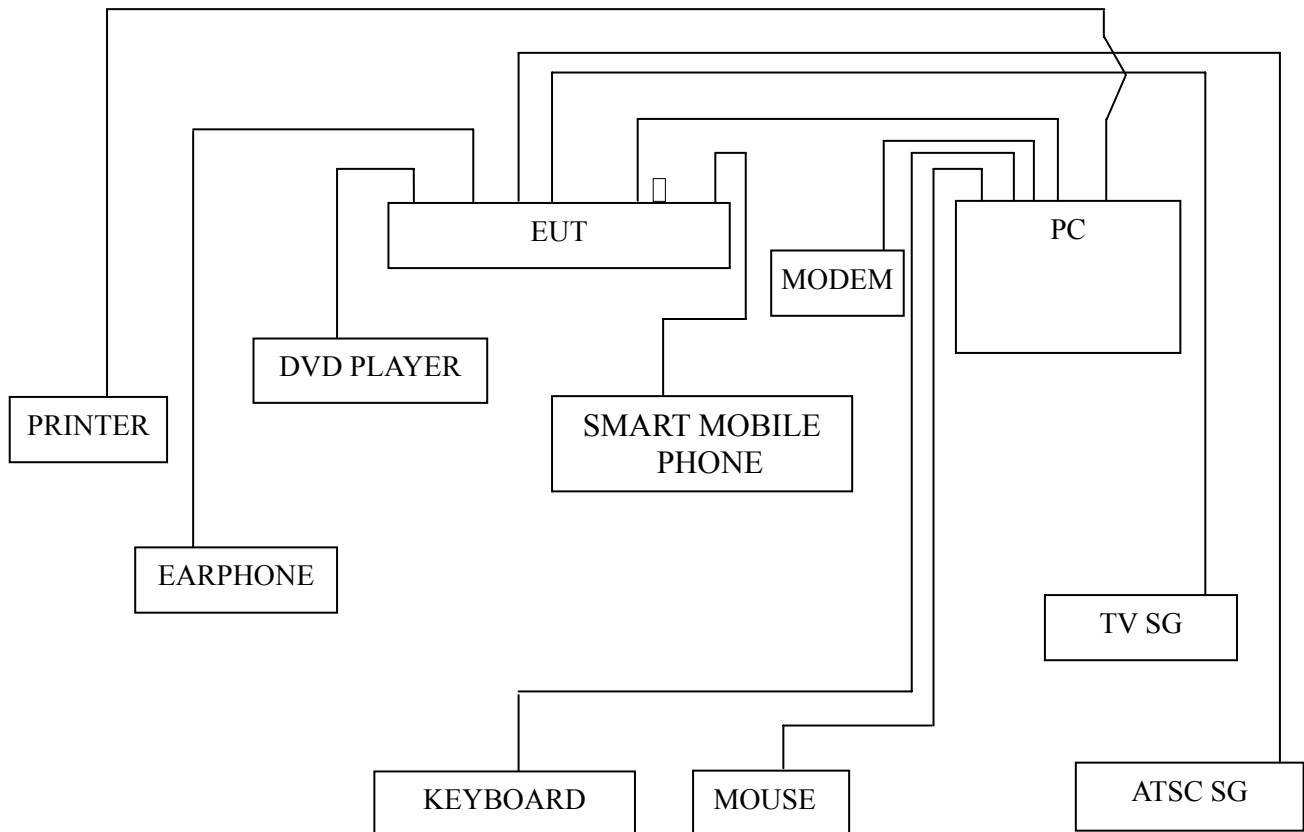 EUT
PC
MODEM
DVD PLAYER
PRINTER
SMART MOBILE
PHONE
EARPHONE
TV SG
KEYBOARD
MOUSE
ATSC SG